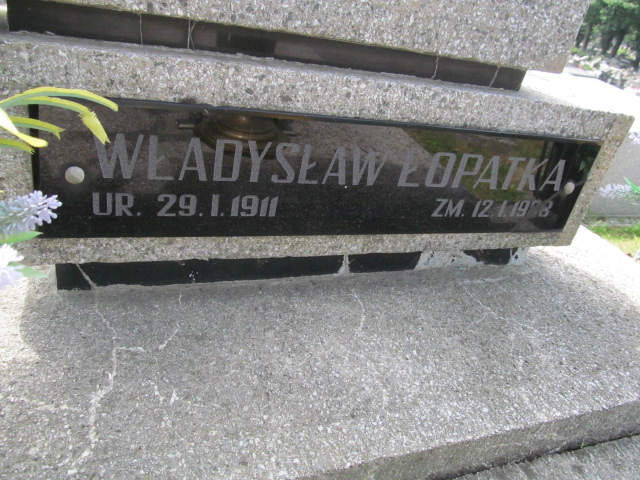 WŁADYSŁAW ŁOPATKA
UR. 29.I.1911 ZM.